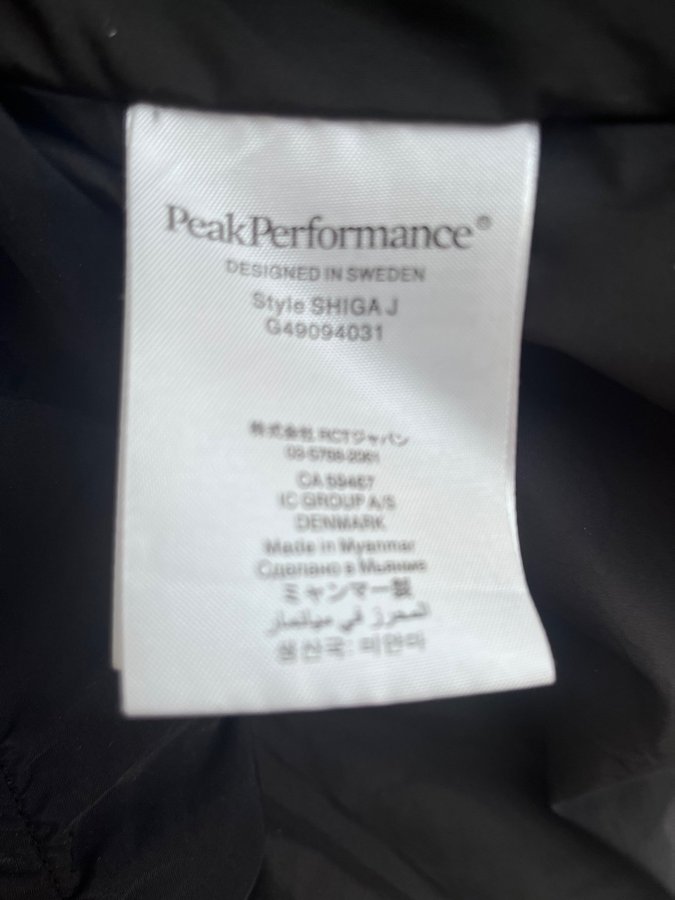 PeakPerformance®
DESIGNED IN SWEDEN
Style SHIGA J
G49094031
株式会社 RCTジャパン
CA 59467
IC GROUP A/S
DENMARK
Made in Myanmar
Сделано в Мьянме
ミャンマー製
في ميانمار
생산국: 미얀마